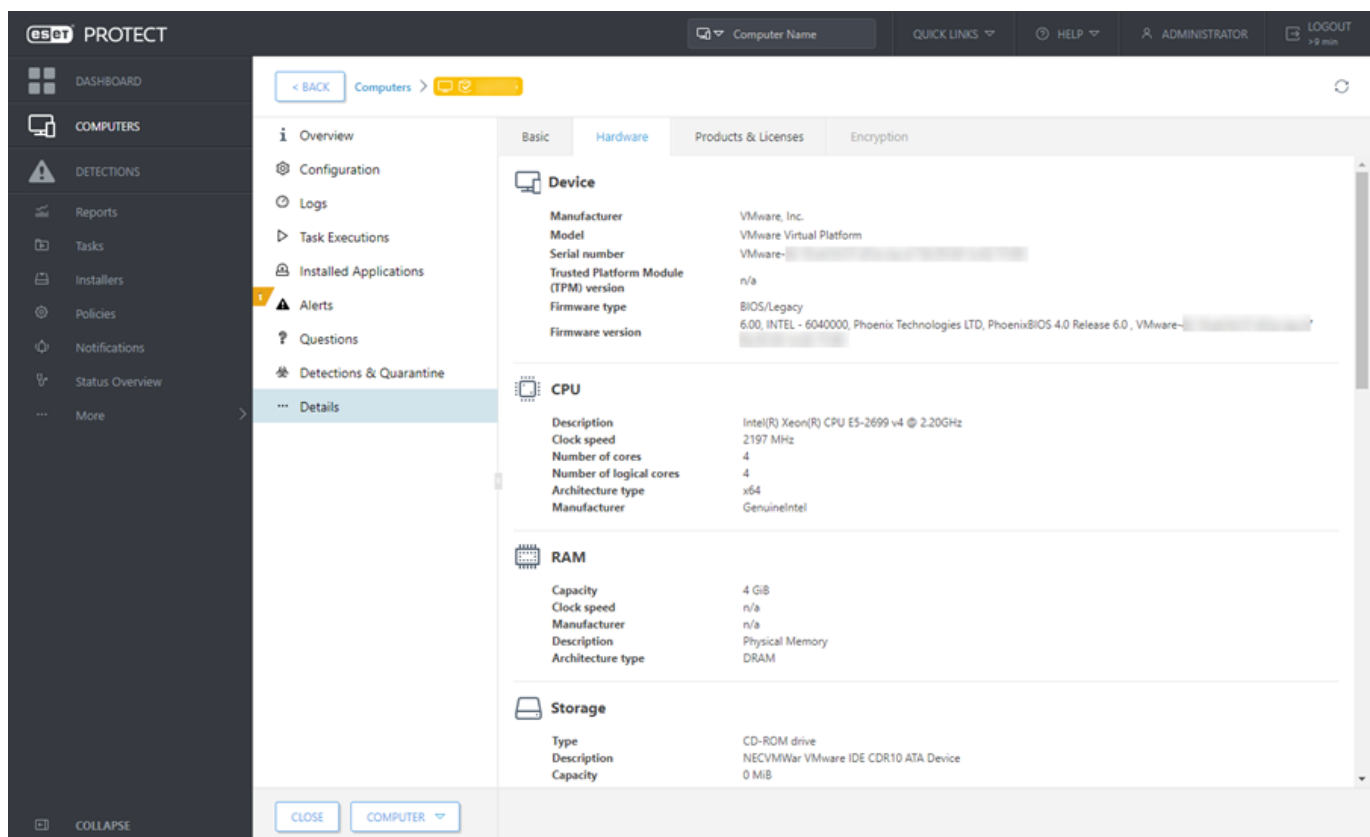 eset PROTECT
Computer Name
QUICK LINKS
HELP
ADMINISTRATOR
LOGOUT
>9 min
DASHBOARD
COMPUTERS
DETECTIONS
Reports
Tasks
Installers
Policies
Notifications
Status Overview
More
COLLAPSE
< BACK
Computers >
Overview
Configuration
Logs
Task Executions
Installed Applications
1
Alerts
Questions
Detections & Quarantine
Details
CLOSE
COMPUTER
Basic
Hardware
Products & Licenses
Encryption
Device
Manufacturer VMware, Inc.
Model VMware Virtual Platform
Serial number VMware-
Trusted Platform Module
(TPM) version n/a
Firmware type BIOS/Legacy
Firmware version 6.00, INTEL - 6040000, Phoenix Technologies LTD, PhoenixBIOS 4.0 Release 6.0 , VMware-
CPU
Description Intel(R) Xeon(R) CPU E5-2699 v4 @ 2.20GHz
Clock speed 2197 MHz
Number of cores 4
Number of logical cores 4
Architecture type x64
Manufacturer GenuineIntel
RAM
Capacity 4 GiB
Clock speed n/a
Manufacturer n/a
Description Physical Memory
Architecture type DRAM
Storage
Type CD-ROM drive
Description NECVMWar VMware IDE CDR10 ATA Device
Capacity 0 MiB